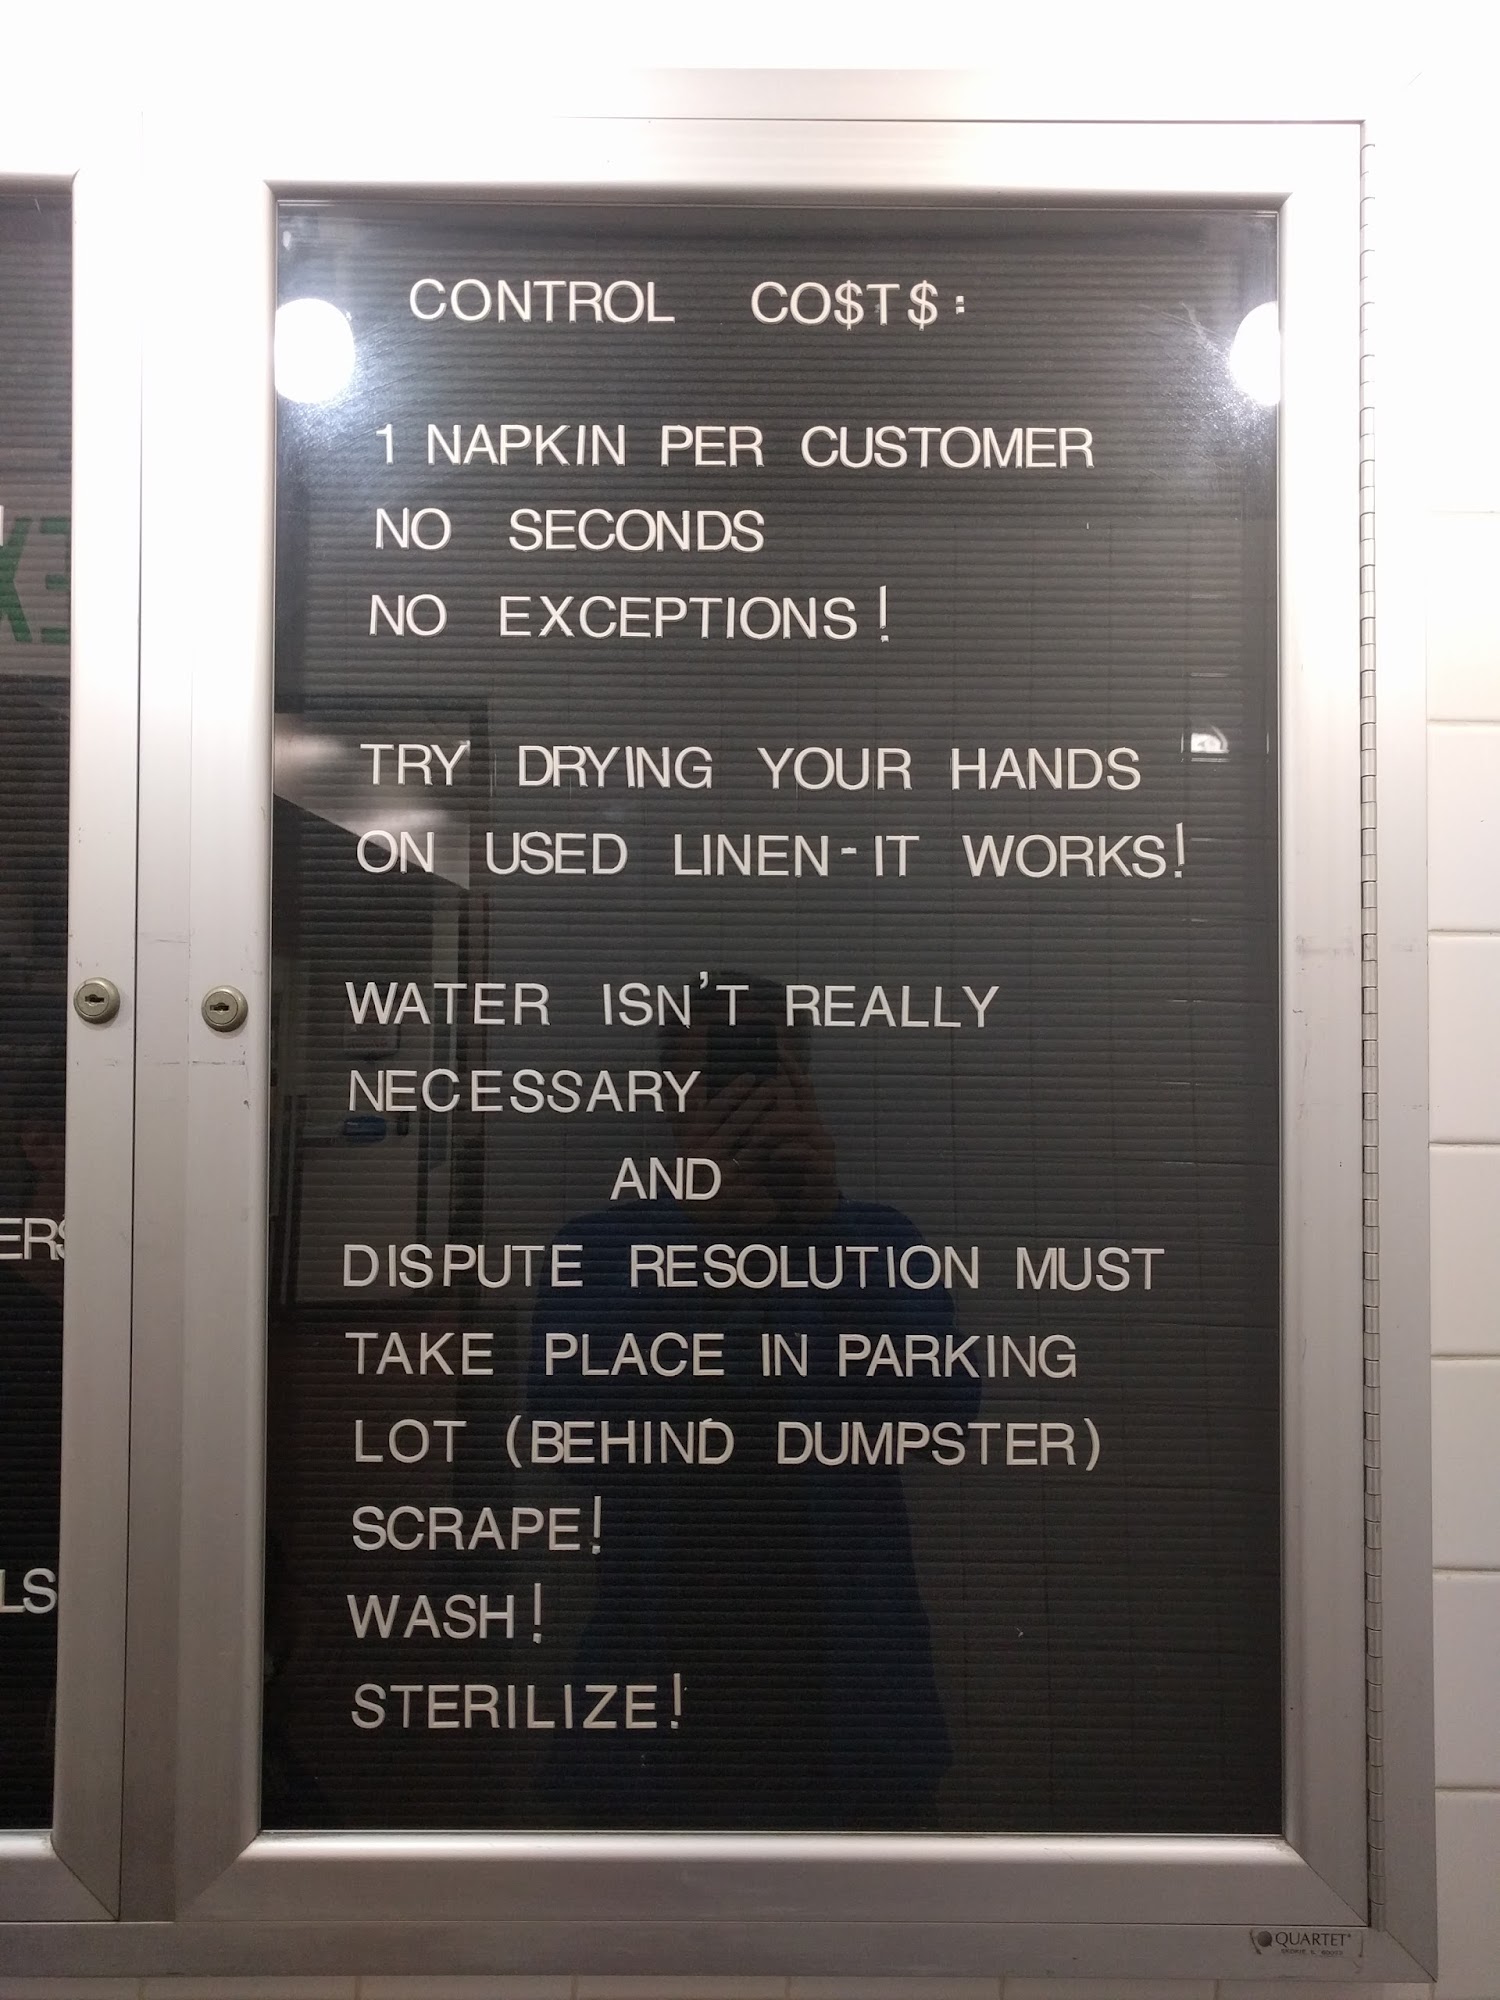 CONTROL CO$T$:
1 NAPKIN PER CUSTOMER
NO SECONDS
NO EXCEPTIONS!
TRY DRYING YOUR HANDS
ON USED LINEN-IT WORKS!
WATER ISN'T REALLY
NECESSARY
AND
DISPUTE RESOLUTION MUST
TAKE PLACE IN PARKING
LOT (BEHIND DUMPSTER)
SCRAPE!
WASH!
STERILIZE!
ERS
LS
QUARTET